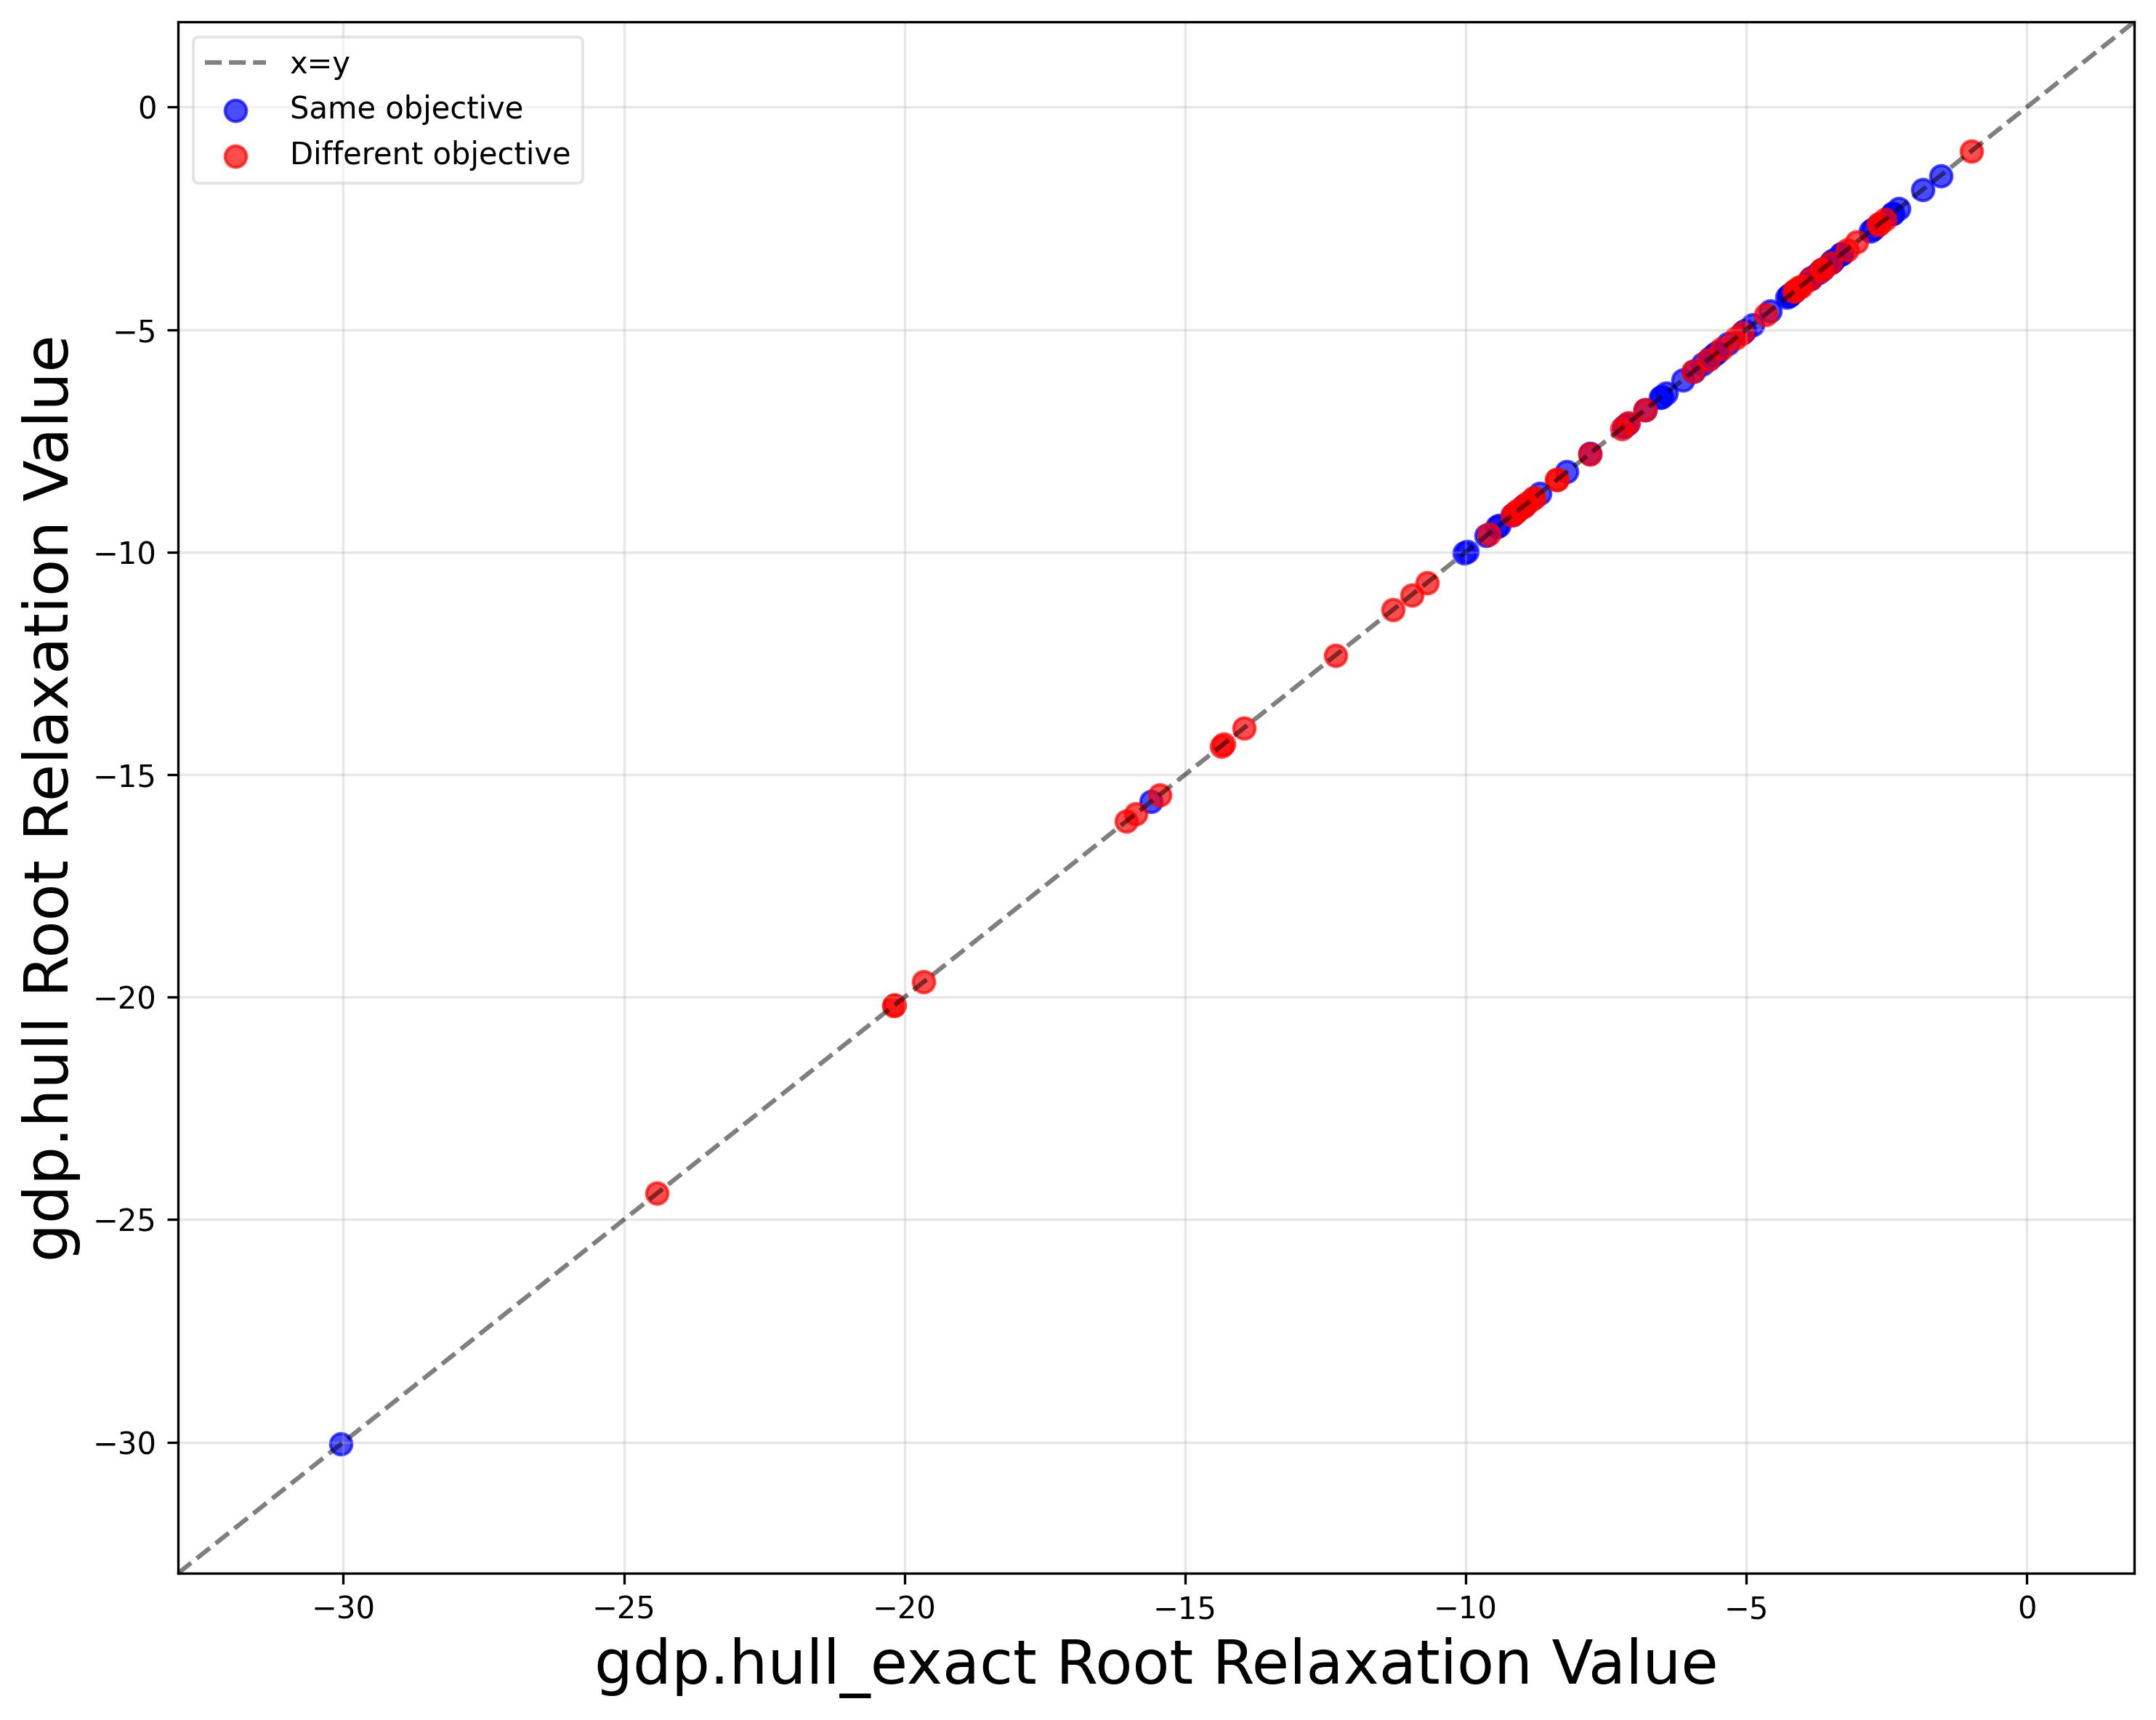 x=y
Same objective
Different objective
gdp.hull Root Relaxation Value
0
−5
−10
−15
−20
−25
−30
−30
−25
−20
−15
−10
−5
0
gdp.hull_exact Root Relaxation Value